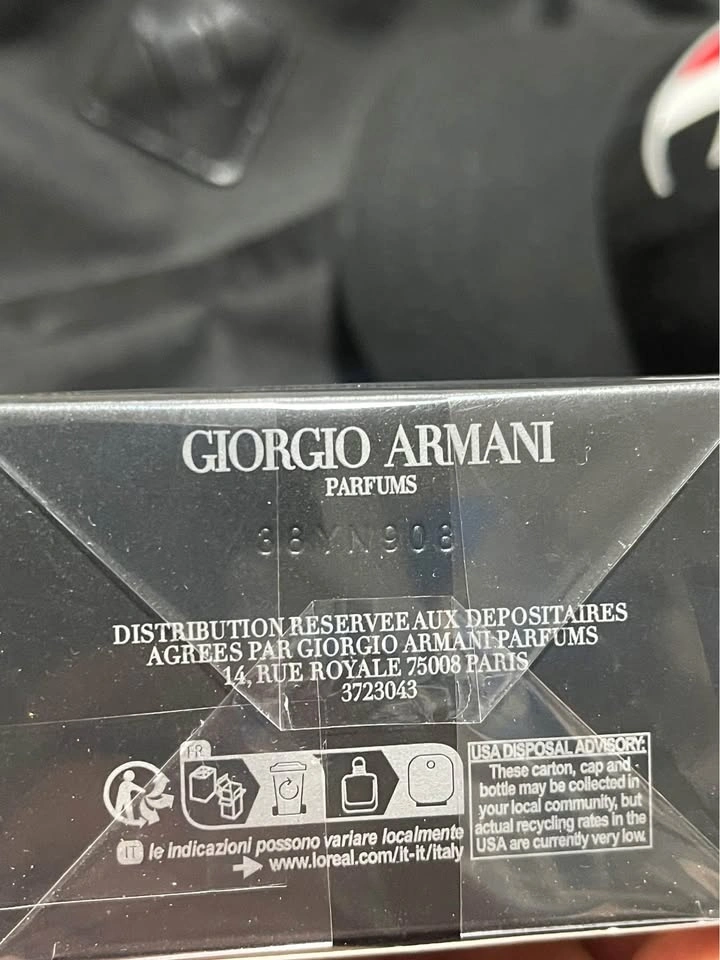 GIORGIO ARMANI
PARFUMS
38YN906
DISTRIBUTION RESERVEE AUX DEPOSITAIRES
AGREES PAR GIORGIO ARMANI PARFUMS
14, RUE ROYALE 75008 PARIS
3723043
FR
IT le indicazioni possono variare localmente
www.loreal.com/it-it/italy
USA DISPOSAL ADVISORY:
These carton, cap and
bottle may be collected in
your local community, but
actual recycling rates in the
USA are currently very low.